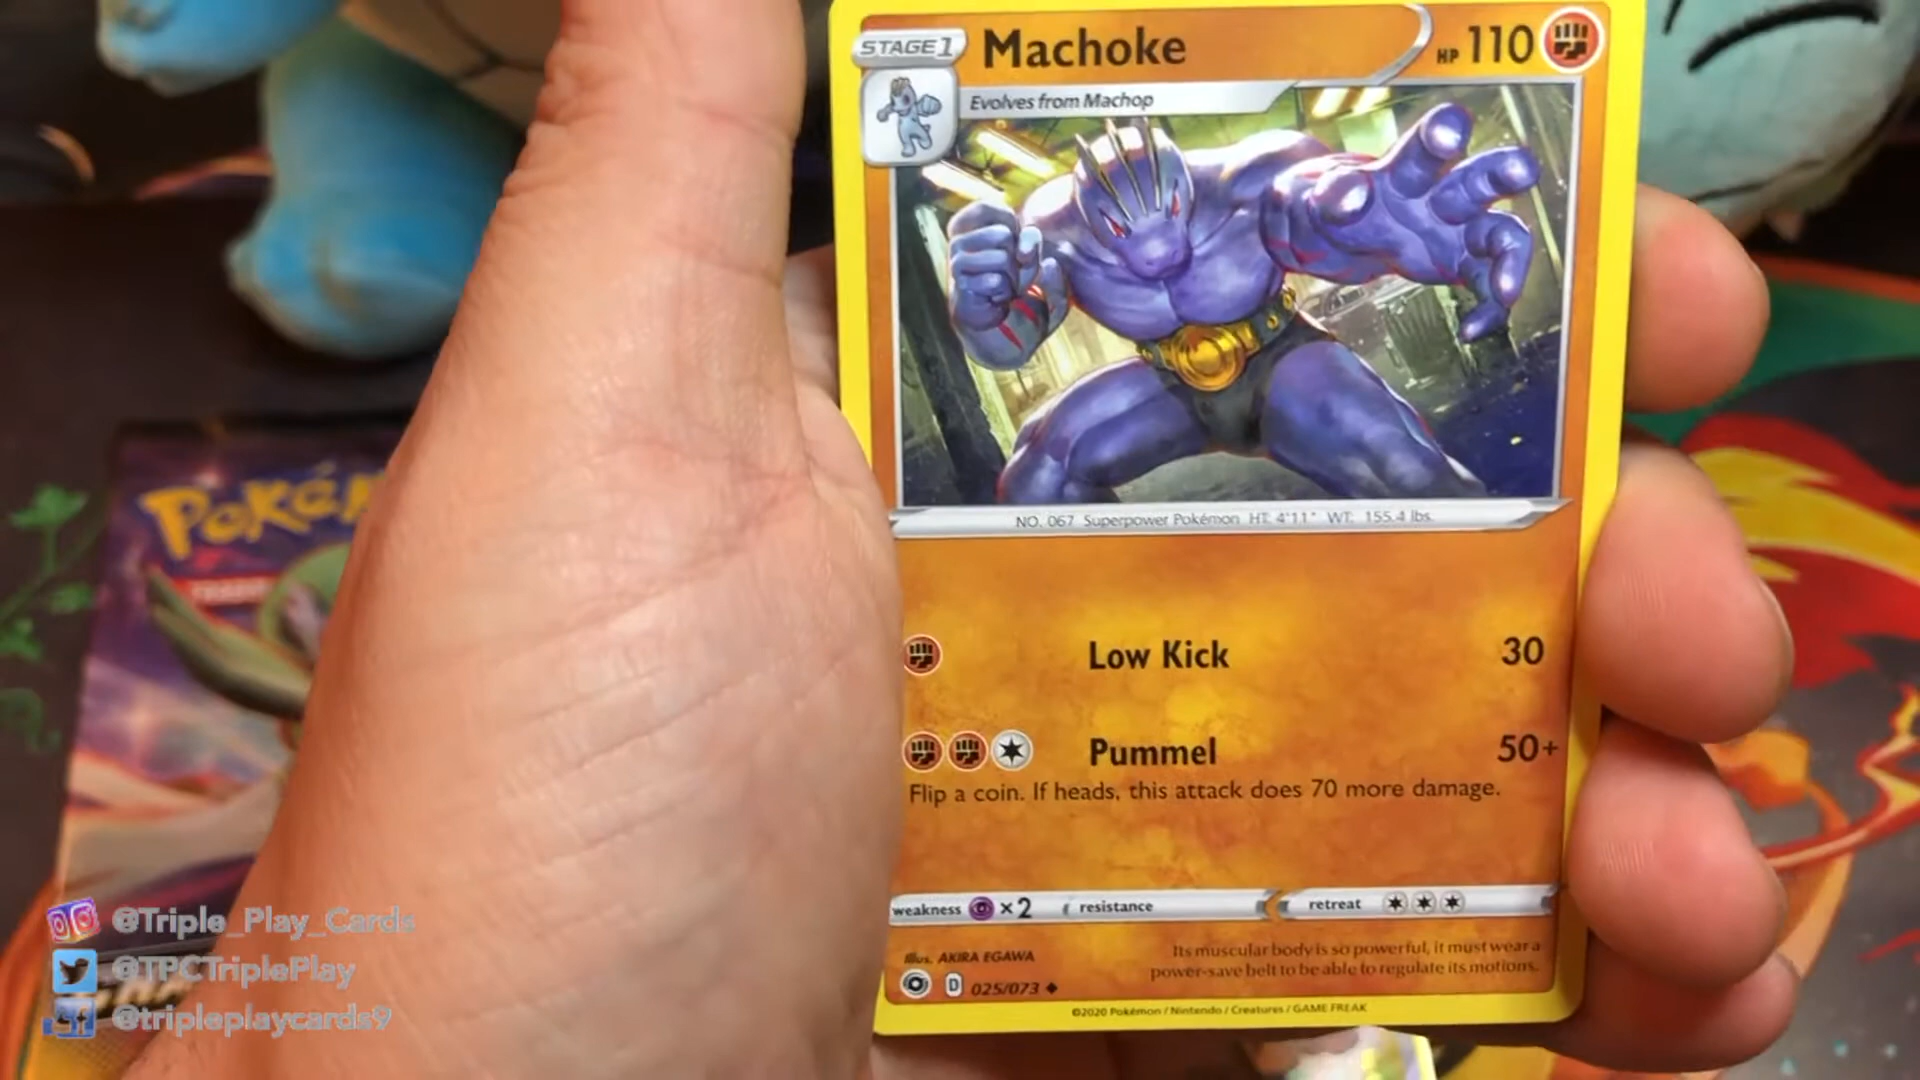 STAGE1 Machoke HP 110
Evolves from Machop
NO. 067 Superpower Pokémon HT: 4'11" WT: 155.4 lbs.
Low Kick 30
Pummel 50+
Flip a coin. If heads, this attack does 70 more damage.
weakness ×2 resistance retreat
Illus. AKIRA EGAWA
Its muscular body is so powerful, it must wear a
power-save belt to be able to regulate its motions.
D 025/073
©2020 Pokémon / Nintendo / Creatures / GAME FREAK
@Triple_Play_Cards
@TPCTriplePlay
@tripleplaycards9